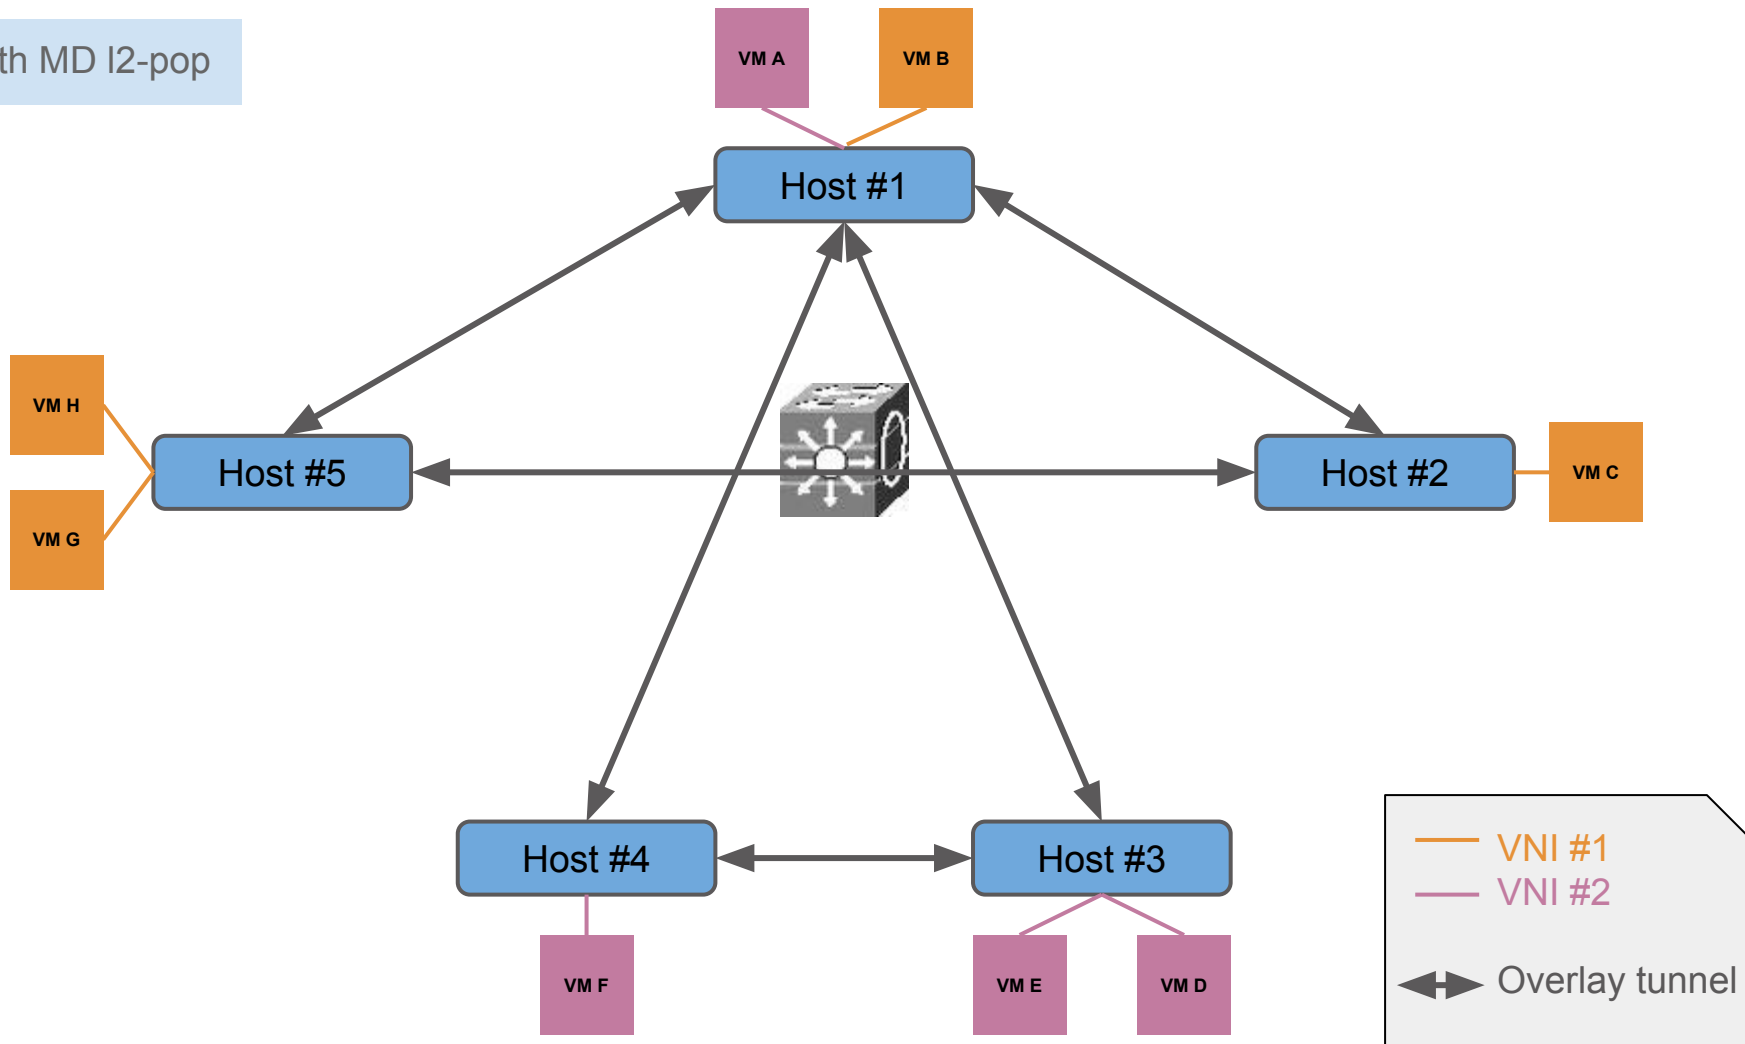 th MD l2-pop
VM A
VM B
Host #1
VM H
VM G
Host #5
Host #2
VM C
Host #4
Host #3
VM F
VM E
VM D
VNI #1
VNI #2
Overlay tunnel